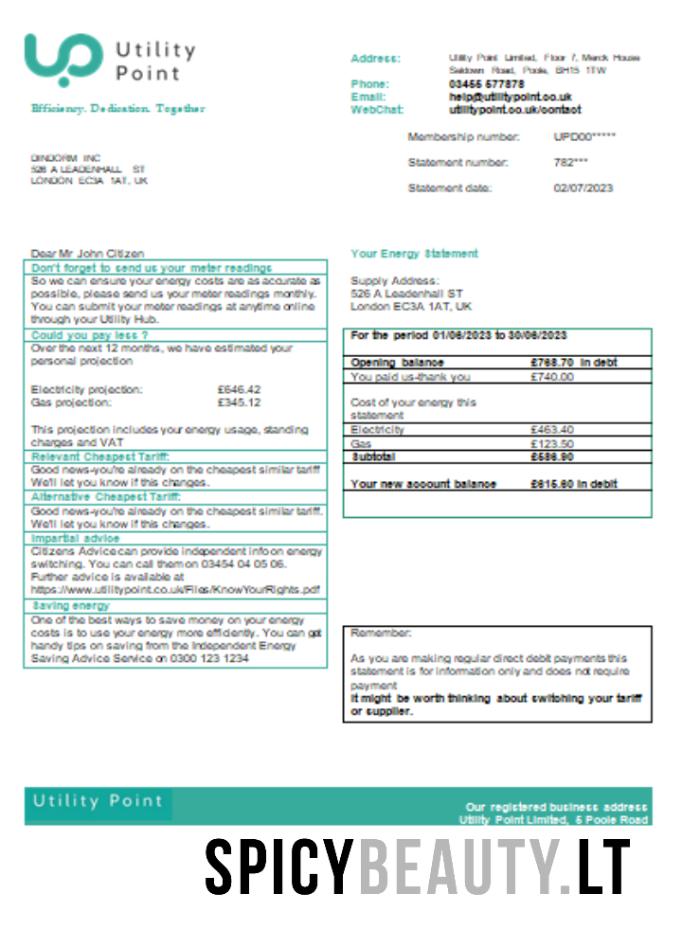 Utility
Point
Efficiency. Dedication. Together
Address: Utility Point Limited, Floor 7, Merck House
Seldown Road, Poole, BH15 1TW
Phone: 03455 577878
Email: help@utilitypoint.co.uk
WebChat: utilitypoint.co.uk/contact
Membership number: UPD00*****
Statement number: 782***
Statement date: 02/07/2023
DINDORM INC
526 A LEADENHALL ST
LONDON EC3A 1AT, UK
Dear Mr John Citizen
Don't forget to send us your meter readings
So we can ensure your energy costs are as accurate as
possible, please send us your meter readings monthly.
You can submit your meter readings at anytime online
through your Utility Hub.
Could you pay less ?
Over the next 12 months, we have estimated your
personal projection
Electricity projection: £646.42
Gas projection: £345.12
This projection includes your energy usage, standing
charges and VAT
Relevant Cheapest Tariff:
Good news-you're already on the cheapest similar tariff
We'll let you know if this changes.
Alternative Cheapest Tariff:
Good news-you're already on the cheapest similar tariff.
We'll let you know if this changes.
Impartial advice
Citizens Advice can provide independent info on energy
switching. You can call them on 03454 04 05 06.
Further advice is available at
https://www.utilitypoint.co.uk/Files/KnowYourRights.pdf
Saving energy
One of the best ways to save money on your energy
costs is to use your energy more efficiently. You can get
handy tips on saving from the Independent Energy
Saving Advice Service on 0300 123 1234
Your Energy Statement
Supply Address:
526 A Leadenhall ST
London EC3A 1AT, UK
For the period 01/06/2023 to 30/06/2023
Opening balance £768.70 in debt
You paid us-thank you £740.00
Cost of your energy this
statement
Electricity £463.40
Gas £123.50
Subtotal £586.90
Your new account balance £615.60 in debit
Remember:
As you are making regular direct debit payments this
statement is for information only and does not require
payment
It might be worth thinking about switching your tariff
or supplier.
Utility Point
Our registered business address
Utility Point Limited, 5 Poole Road
SPICYBEAUTY.LT